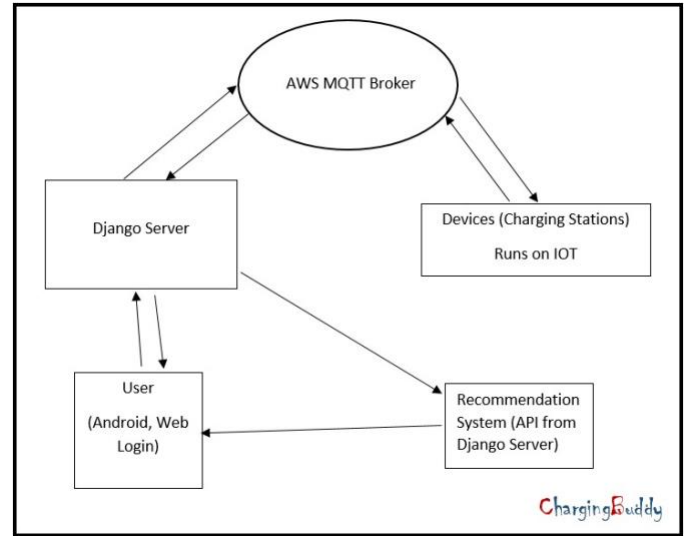 AWS MQTT Broker
Django Server
Devices (Charging Stations)
Runs on IOT
User
(Android, Web
Login)
Recommendation
System (API from
Django Server)
ChargingBuddy